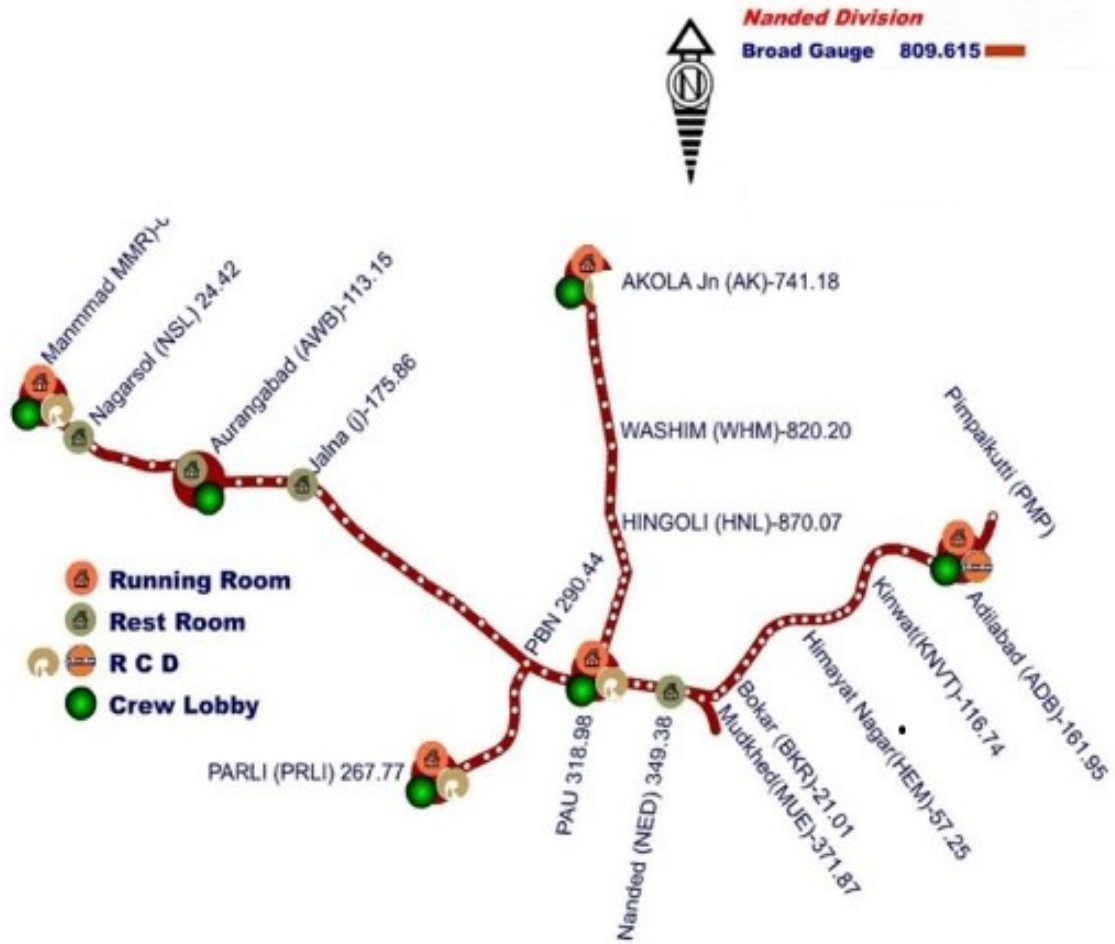 Nanded Division
Broad Gauge 809.615
N
Manmmad MMR)-
Nagarsol (NSL) 24.42
Aurangabad (AWB)-113.15
Jalna (j)-175.86
AKOLA Jn (AK)-741.18
WASHIM (WHM)-820.20
HINGOLI (HNL)-870.07
Pimpalkutti (PMP)
PBN 290.44
Running Room
Rest Room
R C D
Crew Lobby
PARLI (PRLI) 267.77
PAU 318.98
Nanded (NED) 349.38
Mudkhed(MUE)-371.87
Bokar (BKR)-21.01
Himayat Nagar(HEM)-57.25
Kinwat(KNVT)-116.74
Adilabad (ADB)-161.95